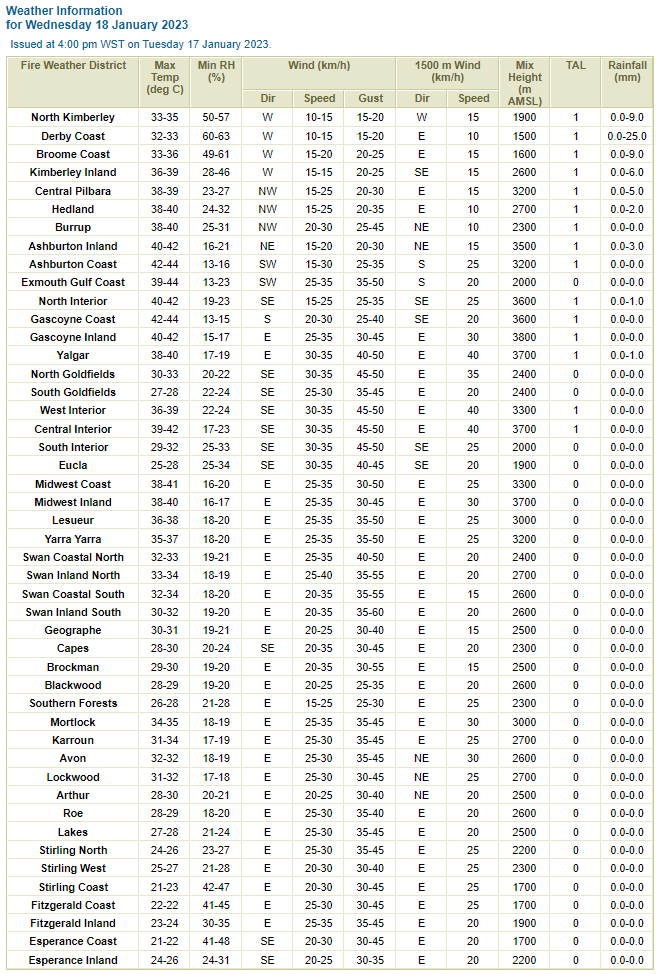 Weather Information
for Wednesday 18 January 2023
Issued at 4:00 pm WST on Tuesday 17 January 2023.
Fire Weather District Max Temp (deg C) Min RH (%) Wind (km/h) 1500 m Wind (km/h) Mix Height (m AMSL) TAL Rainfall (mm)
Dir Speed Gust Dir Speed
North Kimberley 33-35 50-57 W 10-15 15-20 W 15 1900 1 0.0-9.0
Derby Coast 32-33 60-63 W 10-15 15-20 E 10 1500 1 0.0-25.0
Broome Coast 33-36 49-61 W 15-20 20-25 E 15 1600 1 0.0-9.0
Kimberley Inland 36-39 28-46 W 15-15 20-25 SE 15 2600 1 0.0-6.0
Central Pilbara 38-39 23-27 NW 15-25 20-30 E 15 3200 1 0.0-5.0
Hedland 38-40 24-32 NW 15-25 20-35 E 10 2700 1 0.0-2.0
Burrup 38-40 25-31 NW 20-30 25-45 NE 10 2300 1 0.0-0.0
Ashburton Inland 40-42 16-21 NE 15-20 20-30 NE 15 3500 1 0.0-3.0
Ashburton Coast 42-44 13-16 SW 15-30 25-35 S 25 3200 1 0.0-0.0
Exmouth Gulf Coast 39-44 13-23 SW 25-35 35-50 S 20 2000 0 0.0-0.0
North Interior 40-42 19-23 SE 15-25 25-35 SE 25 3600 1 0.0-1.0
Gascoyne Coast 42-44 13-15 S 20-30 25-40 SE 20 3600 1 0.0-0.0
Gascoyne Inland 40-42 15-17 E 25-35 30-45 E 30 3800 1 0.0-0.0
Yalgar 38-40 17-19 E 30-35 40-50 E 40 3700 1 0.0-1.0
North Goldfields 30-33 20-22 SE 30-35 45-50 E 35 2400 0 0.0-0.0
South Goldfields 27-28 22-24 SE 25-30 35-45 E 20 2400 0 0.0-0.0
West Interior 36-39 22-24 SE 30-35 45-50 E 40 3300 1 0.0-0.0
Central Interior 39-42 17-23 SE 30-35 45-50 E 40 3700 1 0.0-0.0
South Interior 29-32 25-33 SE 30-35 45-50 SE 25 2000 0 0.0-0.0
Eucla 25-28 25-34 SE 30-35 40-45 SE 20 1900 0 0.0-0.0
Midwest Coast 38-41 16-20 E 25-35 30-50 E 25 3300 0 0.0-0.0
Midwest Inland 38-40 16-17 E 25-35 30-45 E 30 3700 0 0.0-0.0
Lesueur 36-38 18-20 E 25-35 35-50 E 25 3000 0 0.0-0.0
Yarra Yarra 35-37 18-20 E 25-35 35-50 E 25 3200 0 0.0-0.0
Swan Coastal North 32-33 19-21 E 25-35 40-50 E 20 2400 0 0.0-0.0
Swan Inland North 33-34 18-19 E 25-40 35-55 E 20 2700 0 0.0-0.0
Swan Coastal South 32-34 18-20 E 20-35 35-55 E 15 2600 0 0.0-0.0
Swan Inland South 30-32 19-20 E 20-35 35-60 E 20 2600 0 0.0-0.0
Geographe 30-31 19-21 E 20-25 30-40 E 15 2500 0 0.0-0.0
Capes 28-30 20-24 SE 20-35 30-45 E 20 2300 0 0.0-0.0
Brockman 29-30 19-20 E 20-35 30-55 E 15 2500 0 0.0-0.0
Blackwood 28-29 19-20 E 20-25 25-35 E 20 2600 0 0.0-0.0
Southern Forests 26-28 21-28 E 15-25 25-30 E 25 2300 0 0.0-0.0
Mortlock 34-35 18-19 E 25-35 35-45 E 30 3000 0 0.0-0.0
Karroun 31-34 17-19 E 25-30 35-45 E 25 2700 0 0.0-0.0
Avon 32-32 18-19 E 25-30 35-45 NE 30 2600 0 0.0-0.0
Lockwood 31-32 17-18 E 25-30 30-45 NE 25 2700 0 0.0-0.0
Arthur 28-30 20-21 E 20-25 30-40 NE 20 2500 0 0.0-0.0
Roe 28-29 18-20 E 25-30 35-40 E 20 2600 0 0.0-0.0
Lakes 27-28 21-24 E 25-30 35-45 E 20 2500 0 0.0-0.0
Stirling North 24-26 23-27 E 25-30 35-45 E 25 2200 0 0.0-0.0
Stirling West 25-27 21-28 E 20-30 30-40 E 25 2300 0 0.0-0.0
Stirling Coast 21-23 42-47 E 20-30 30-45 E 25 1700 0 0.0-0.0
Fitzgerald Coast 22-22 41-45 E 25-30 35-45 E 25 1700 0 0.0-0.0
Fitzgerald Inland 23-24 30-35 E 25-35 35-45 E 20 1900 0 0.0-0.0
Esperance Coast 21-22 41-48 SE 20-30 30-45 E 20 1700 0 0.0-0.0
Esperance Inland 24-26 24-31 SE 20-25 30-35 E 20 2200 0 0.0-0.0